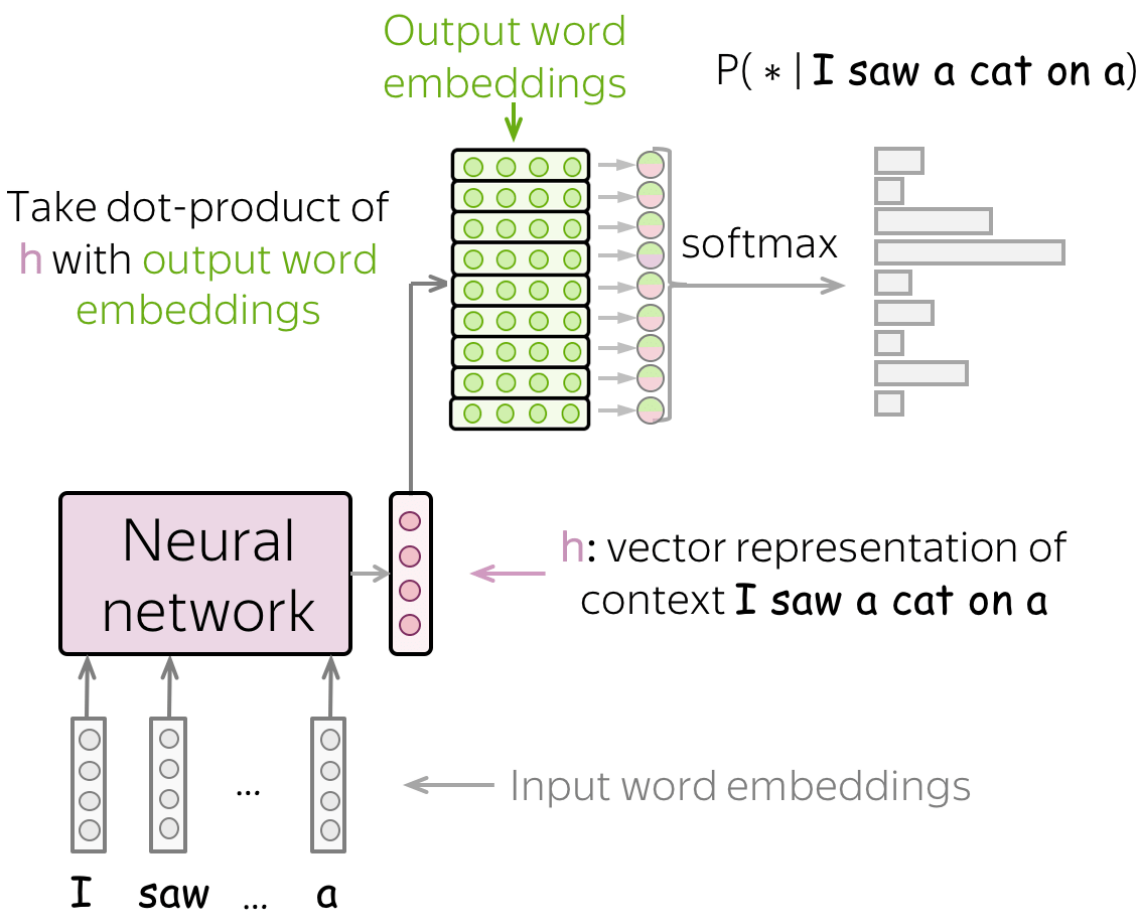 Output word
embeddings
P( * | I saw a cat on a)
Take dot-product of
h with output word
embeddings
softmax
Neural
network
h: vector representation of
context I saw a cat on a
...
Input word embeddings
I saw ... a